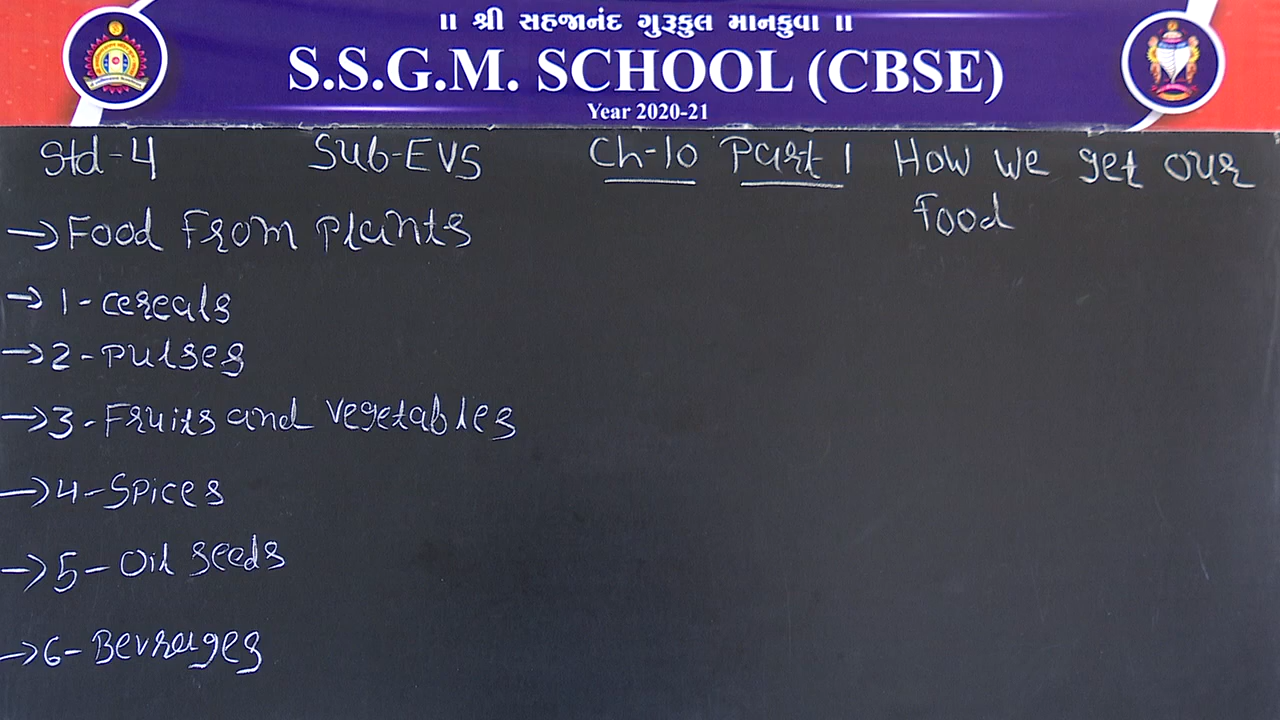 ॥ શ્રી સહજાનંદ ગુરૂકુલ માનકુવા ॥
S.S.G.M. SCHOOL (CBSE)
Year 2020-21
Std-4 Sub-EVS Ch-10 Part 1 How we get our
Food
→ Food From Plants
→ 1-cereals
→ 2-Pulses
→ 3-Fruits and vegetables
→ 4-Spices
→ 5-Oil seeds
→ 6-Bevrages